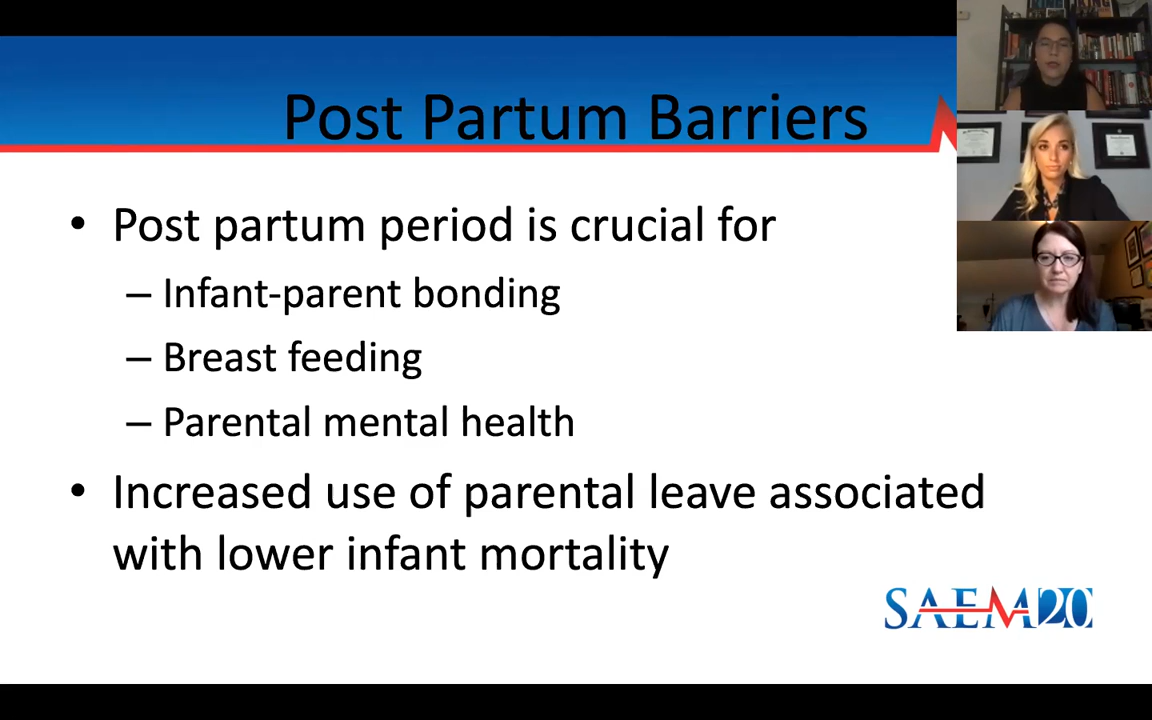 Post Partum Barriers
• Post partum period is crucial for
– Infant-parent bonding
– Breast feeding
– Parental mental health
• Increased use of parental leave associated
with lower infant mortality
SAEM20